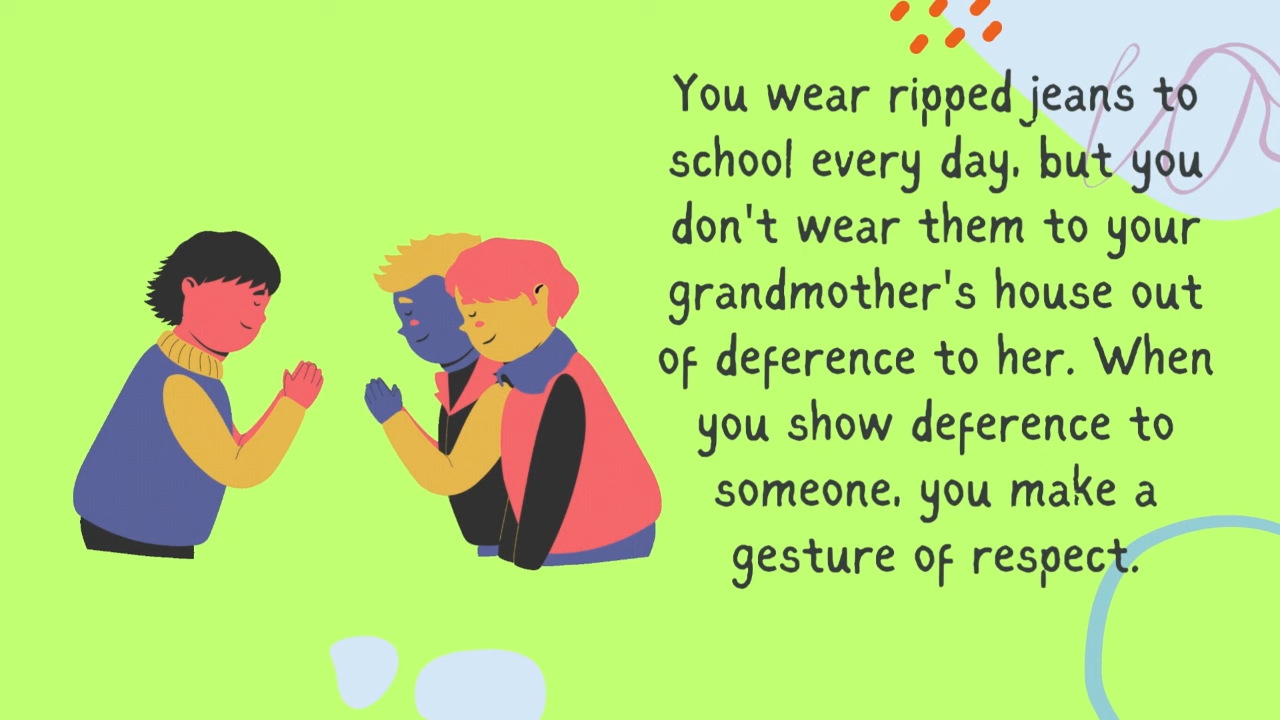 You wear ripped jeans to
school every day, but you
don't wear them to your
grandmother's house out
of deference to her. When
you show deference to
someone, you make a
gesture of respect.